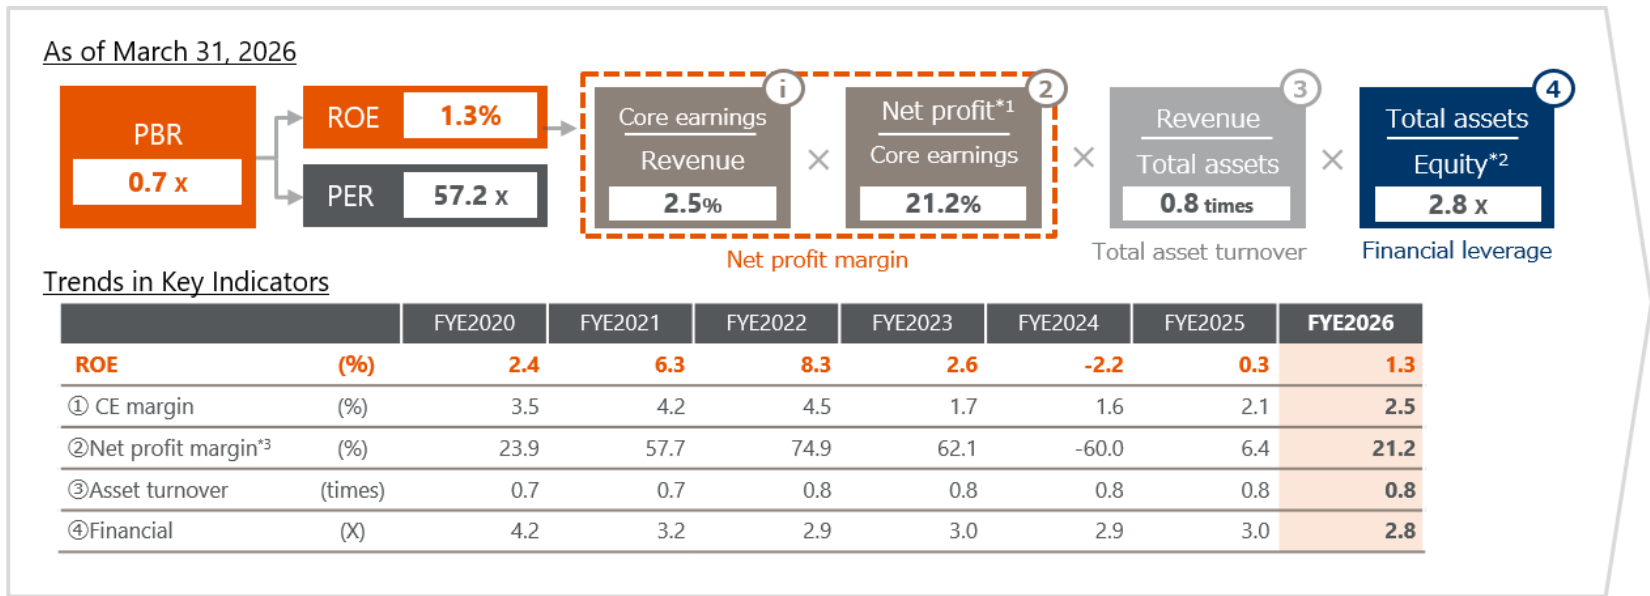 As of March 31, 2026
PBR
0.7 x
ROE 1.3%
PER 57.2 x
i
Core earnings
Revenue
2.5%
×
2
Net profit*1
Core earnings
21.2%
Net profit margin
×
3
Revenue
Total assets
0.8 times
Total asset turnover
×
4
Total assets
Equity*2
2.8 x
Financial leverage
Trends in Key Indicators
FYE2020 FYE2021 FYE2022 FYE2023 FYE2024 FYE2025 FYE2026
ROE (%) 2.4 6.3 8.3 2.6 -2.2 0.3 1.3
① CE margin (%) 3.5 4.2 4.5 1.7 1.6 2.1 2.5
②Net profit margin*3 (%) 23.9 57.7 74.9 62.1 -60.0 6.4 21.2
③Asset turnover (times) 0.7 0.7 0.8 0.8 0.8 0.8 0.8
④Financial (X) 4.2 3.2 2.9 3.0 2.9 3.0 2.8